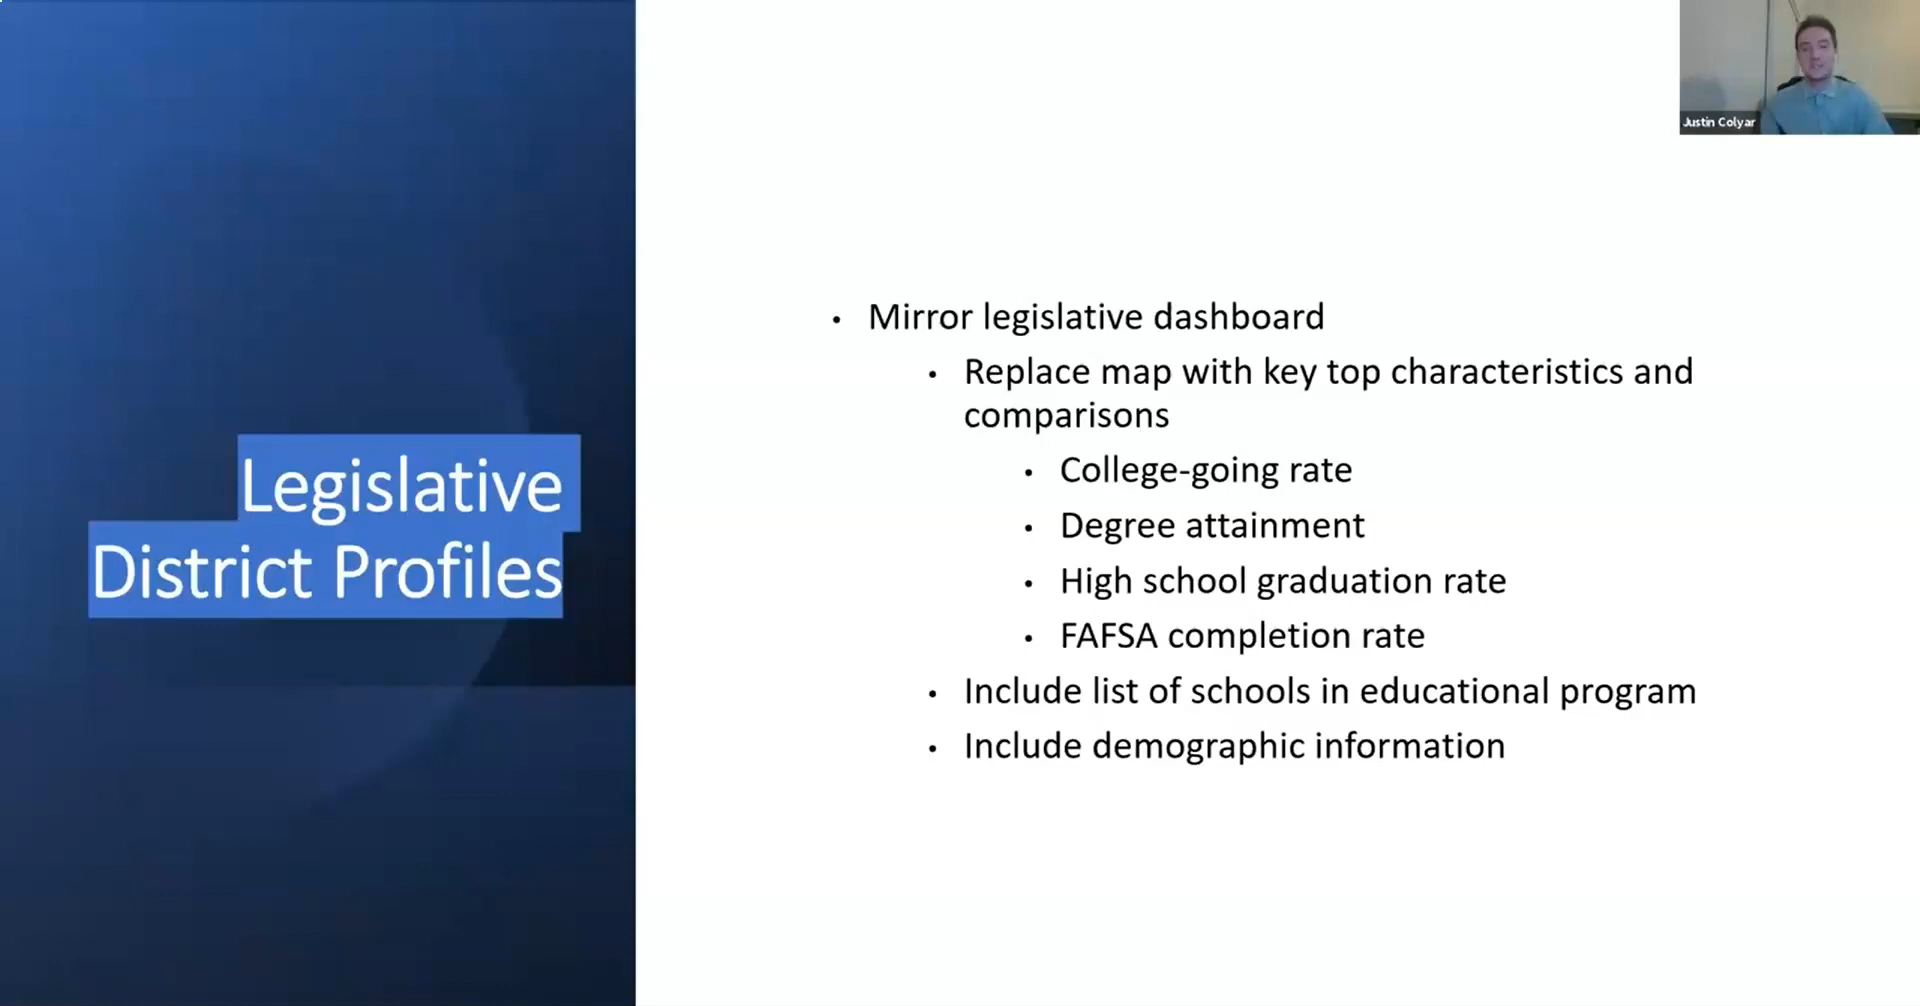 Legislative
District Profiles
• Mirror legislative dashboard
• Replace map with key top characteristics and
comparisons
• College-going rate
• Degree attainment
• High school graduation rate
• FAFSA completion rate
• Include list of schools in educational program
• Include demographic information
Justin Colyar